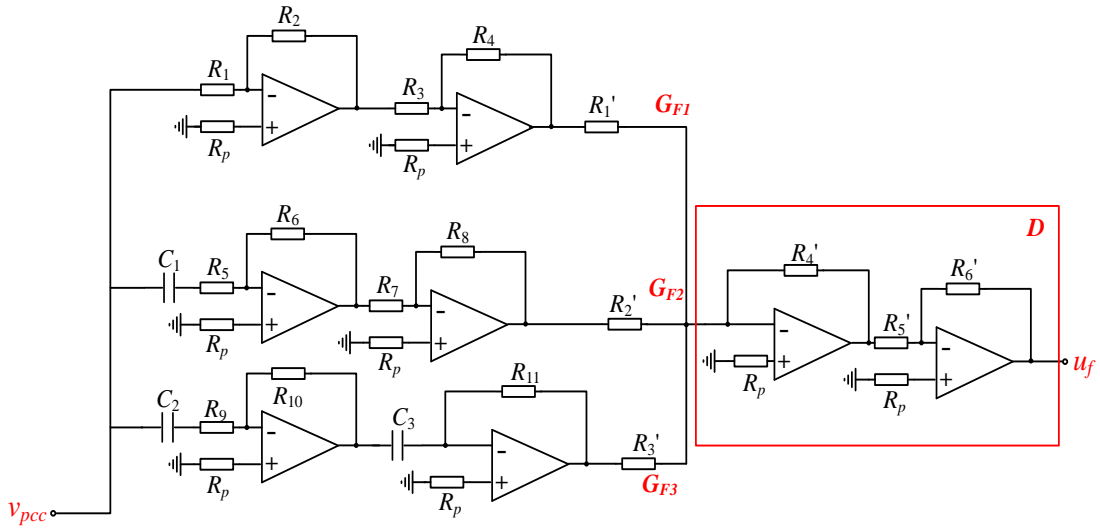 R2
R4
R1
R3
R1'
GF1
-
-
+
+
Rp
Rp
D
R6
R8
C1
R5
R7
GF2
R2'
R4'
R6'
R5'
-
-
-
-
+
+
+
+
Rp
Rp
Rp
Rp
uf
R10
R11
C2
R9
C3
R3'
-
-
+
+
Rp
Rp
GF3
vpcc